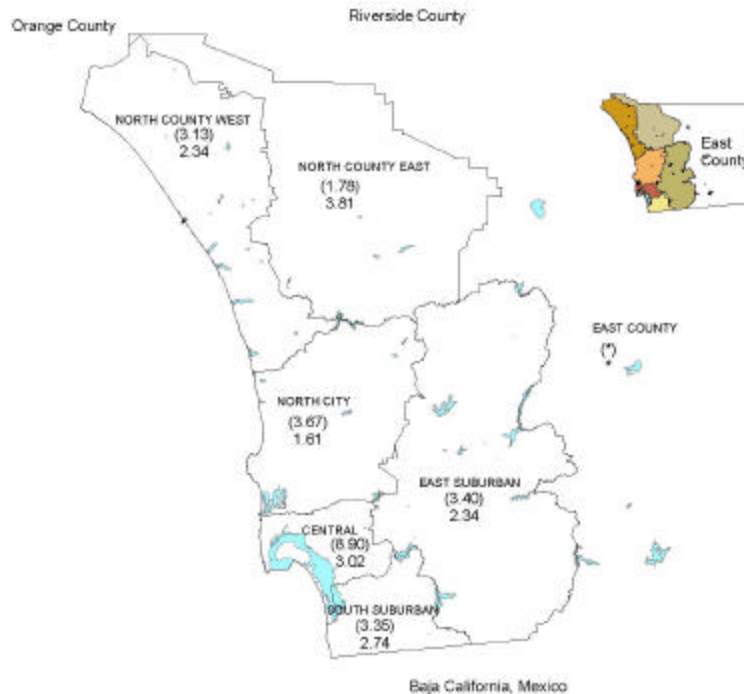 Riverside County
Orange County
NORTH COUNTY WEST
(3.13)
2.34
NORTH COUNTY EAST
(1.78)
3.81
East
County
EAST COUNTY
(*)
*
NORTH CITY
(3.67)
1.61
EAST SUBURBAN
(3.40)
2.34
CENTRAL
(8.90)
3.02
SOUTH SUBURBAN
(3.35)
2.74
Baja California, Mexico